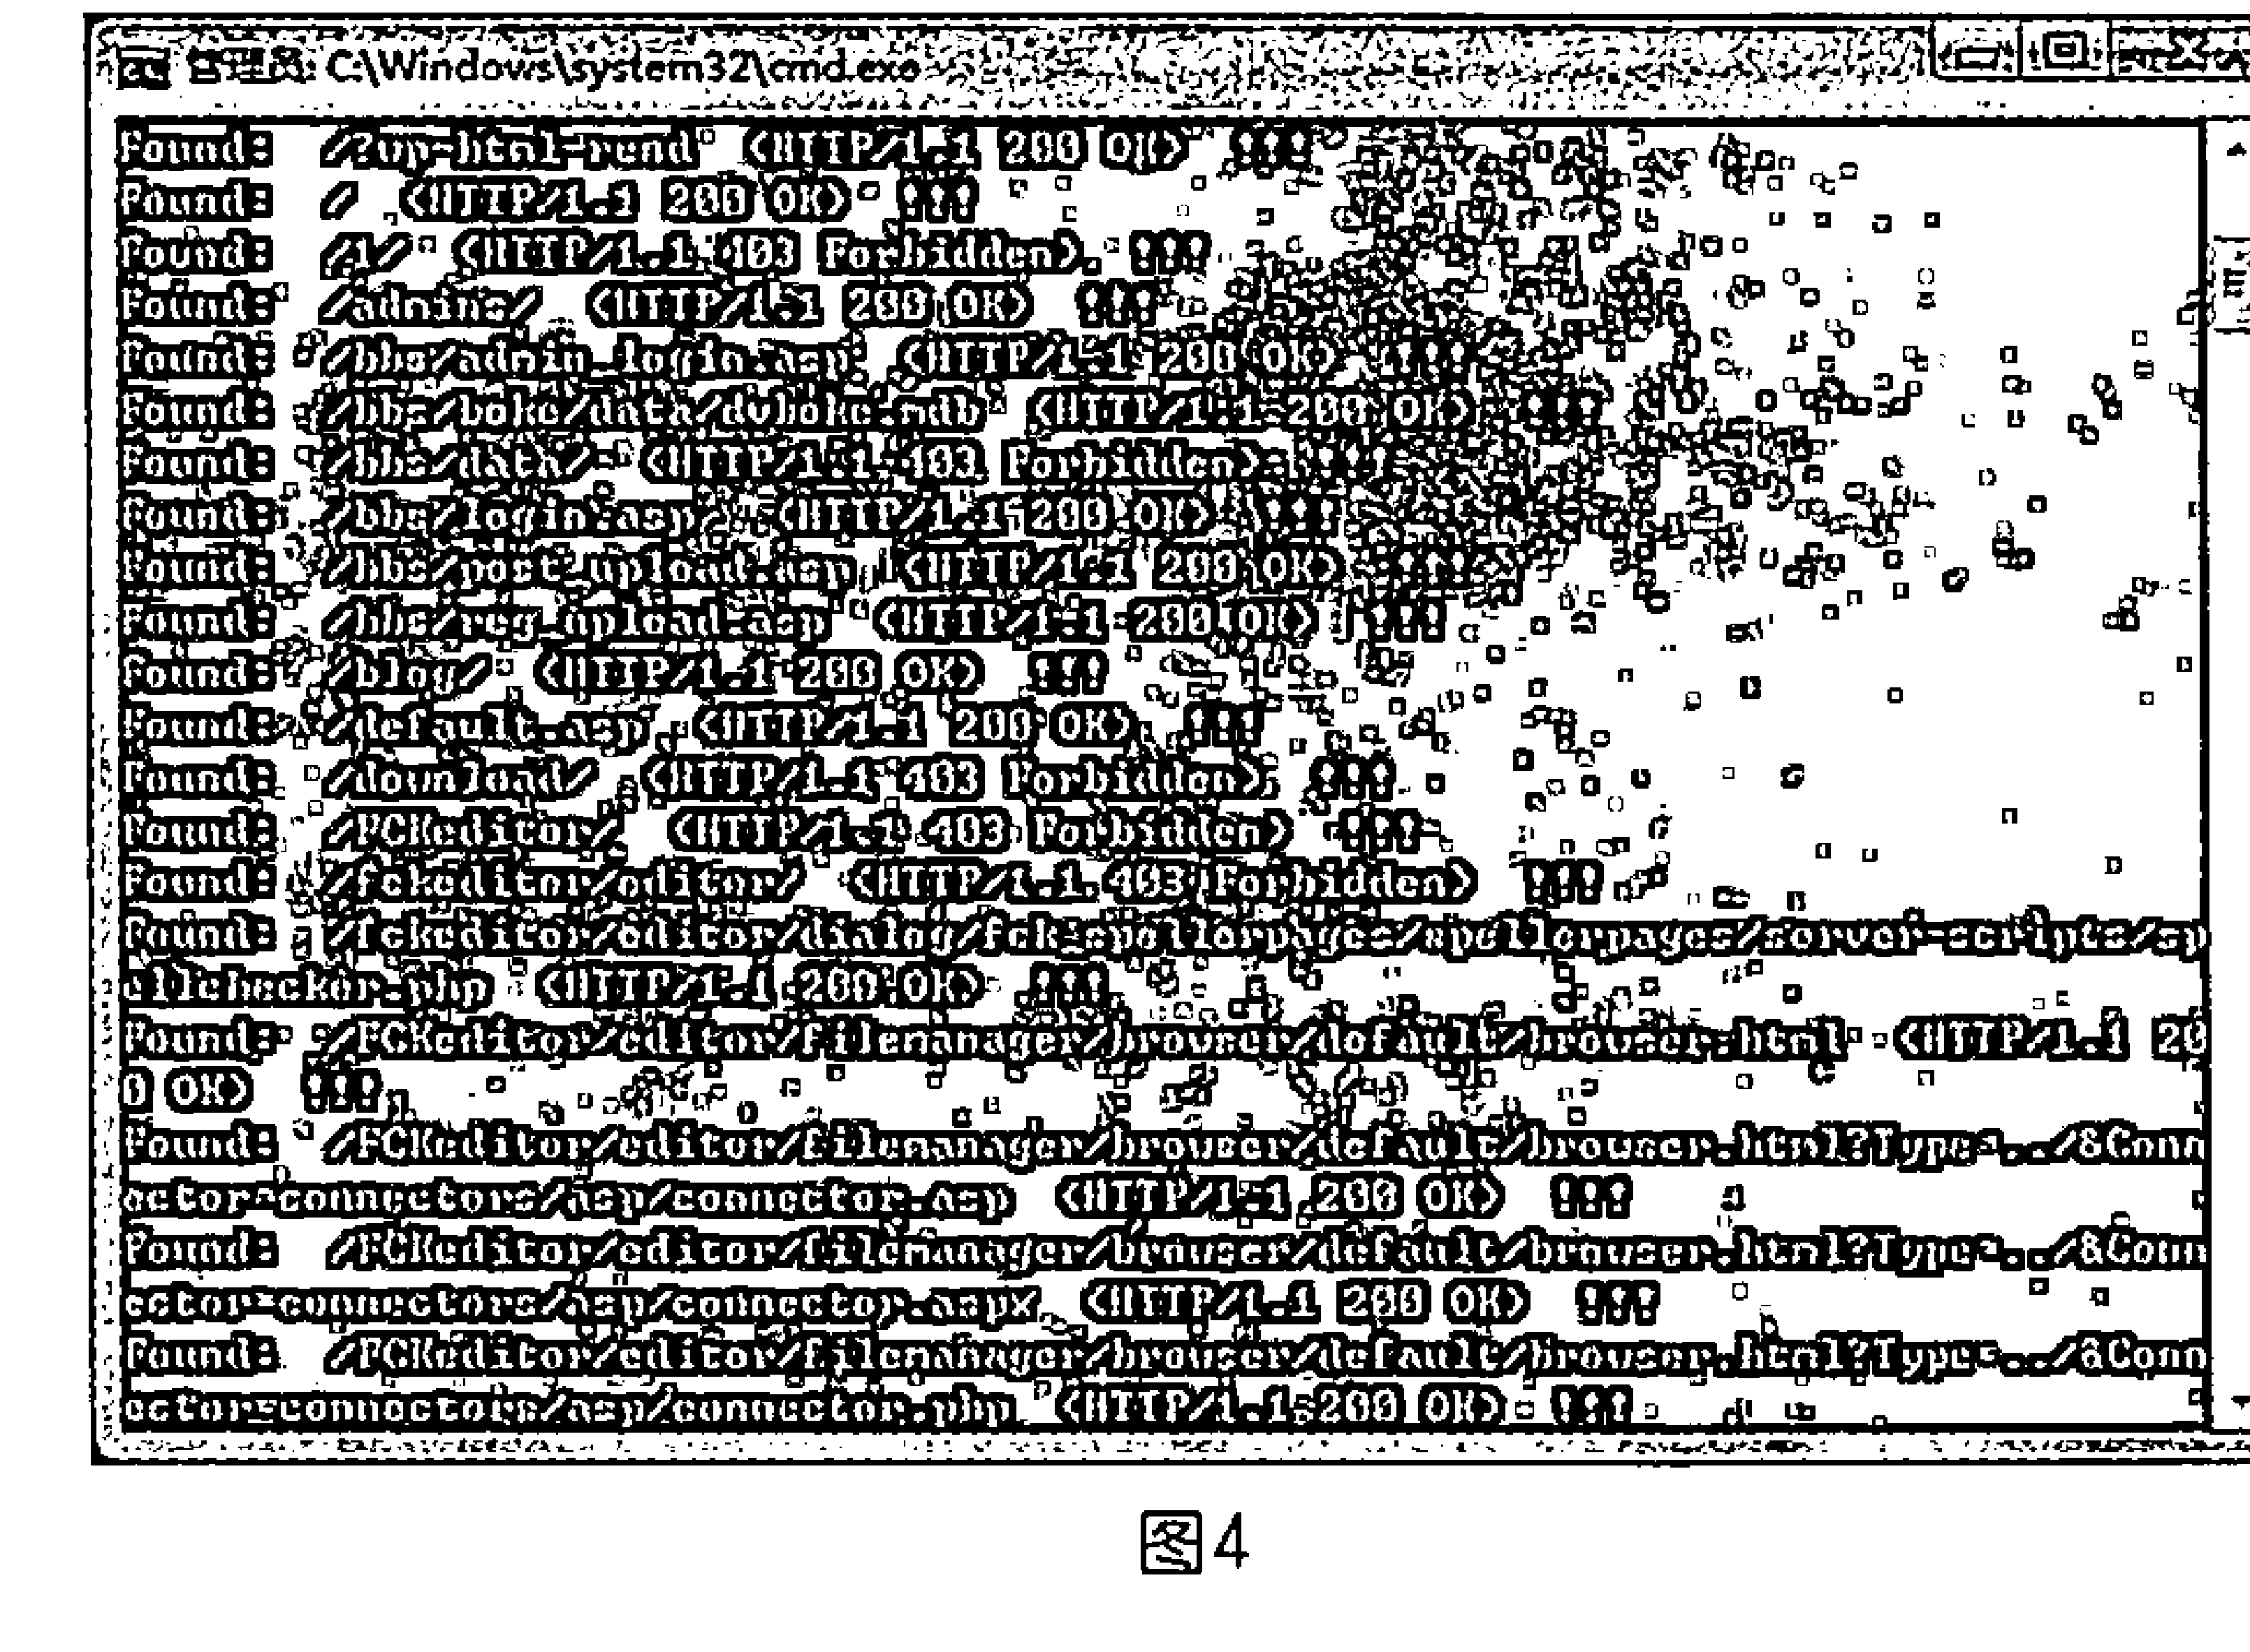 管理员: C:\Windows\system32\cmd.exe
Found: /?wp-html-rend <HTTP/1.1 200 OK> !!!
Found: / <HTTP/1.1 200 OK> !!!
Found: /1/ <HTTP/1.1 403 Forbidden> !!!
Found: /admins/ <HTTP/1.1 200 OK> !!!
Found: /bbs/admin_login.asp <HTTP/1.1 200 OK> !!!
Found: /bbs/boke/data/dvboke.mdb <HTTP/1.1 200 OK> !!!
Found: /bbs/data/ <HTTP/1.1 403 Forbidden> !!!
Found: /bbs/login.asp <HTTP/1.1 200 OK> !!!
Found: /bbs/post_upload.asp <HTTP/1.1 200 OK> !!!
Found: /bbs/reg_upload.asp <HTTP/1.1 200 OK> !!!
Found: /blog/ <HTTP/1.1 200 OK> !!!
Found: /default.asp <HTTP/1.1 200 OK> !!!
Found: /download/ <HTTP/1.1 403 Forbidden> !!!
Found: /FCKeditor/ <HTTP/1.1 403 Forbidden> !!!
Found: /fckeditor/editor/ <HTTP/1.1 403 Forbidden> !!!
Found: /fckeditor/editor/dialog/fck_spellerpages/spellerpages/server-scripts/sp
ellchecker.php <HTTP/1.1 200 OK> !!!
Found: /FCKeditor/editor/filemanager/browser/default/browser.html <HTTP/1.1 20
0 OK> !!!
Found: /FCKeditor/editor/filemanager/browser/default/browser.html?Type=../&Conn
ector=connectors/asp/connector.asp <HTTP/1.1 200 OK> !!!
Found: /FCKeditor/editor/filemanager/browser/default/browser.html?Type=../&Conn
ector=connectors/asp/connector.aspx <HTTP/1.1 200 OK> !!!
Found: /FCKeditor/editor/filemanager/browser/default/browser.html?Type=../&Conn
ector=connectors/asp/connector.php <HTTP/1.1 200 OK> !!!
图4